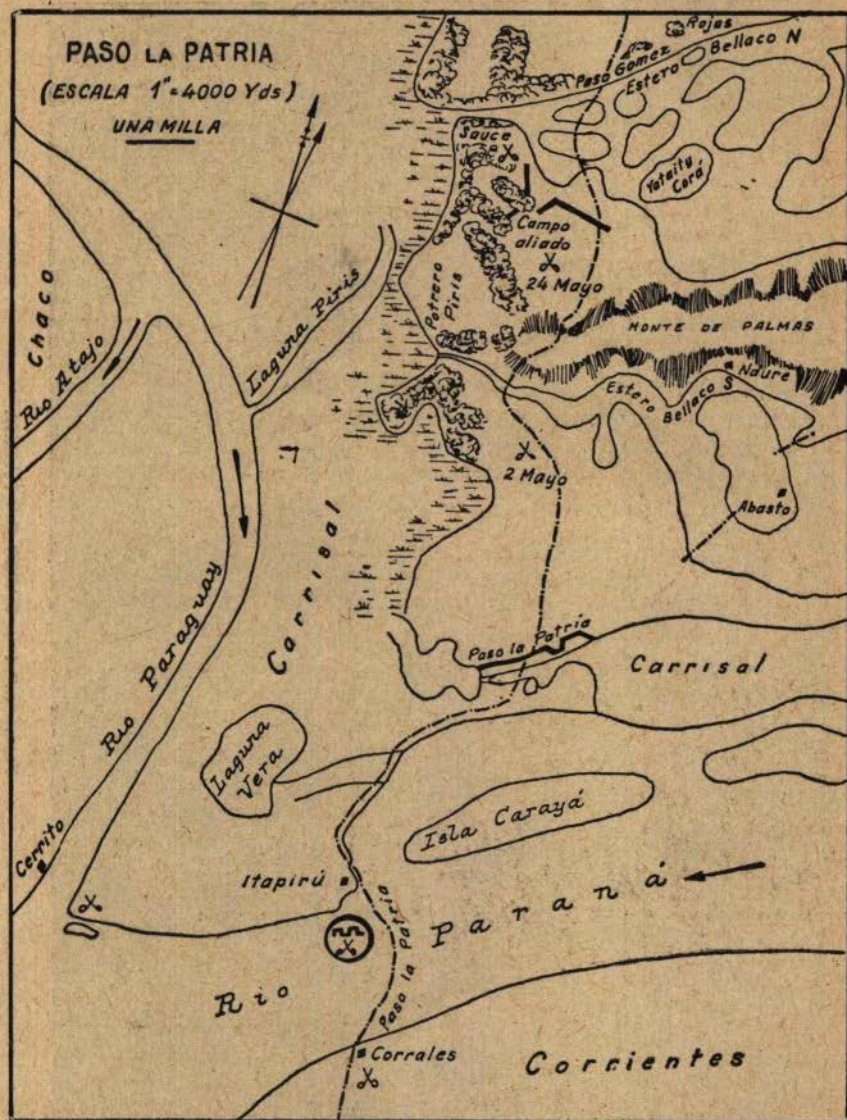 PASO LA PATRIA
(ESCALA 1"=4000 Yds)
UNA MILLA
Rojas
Paso Gomez
Estero Bellaco N
Sauce
Yataity Corá
Campo aliado
24 Mayo
Chaco
Rio Atajo
Laguna Piris
Potrero Piris
MONTE DE PALMAS
Ndure
Estero Bellaco S
2 Mayo
Abasto
Carrisal
Rio Paraguay
Paso la Patria
Carrisal
Laguna Vera
Isla Carayá
Cerrito
Itapirú
Rio Paraná
Paso la Patria
Corrales
Corrientes